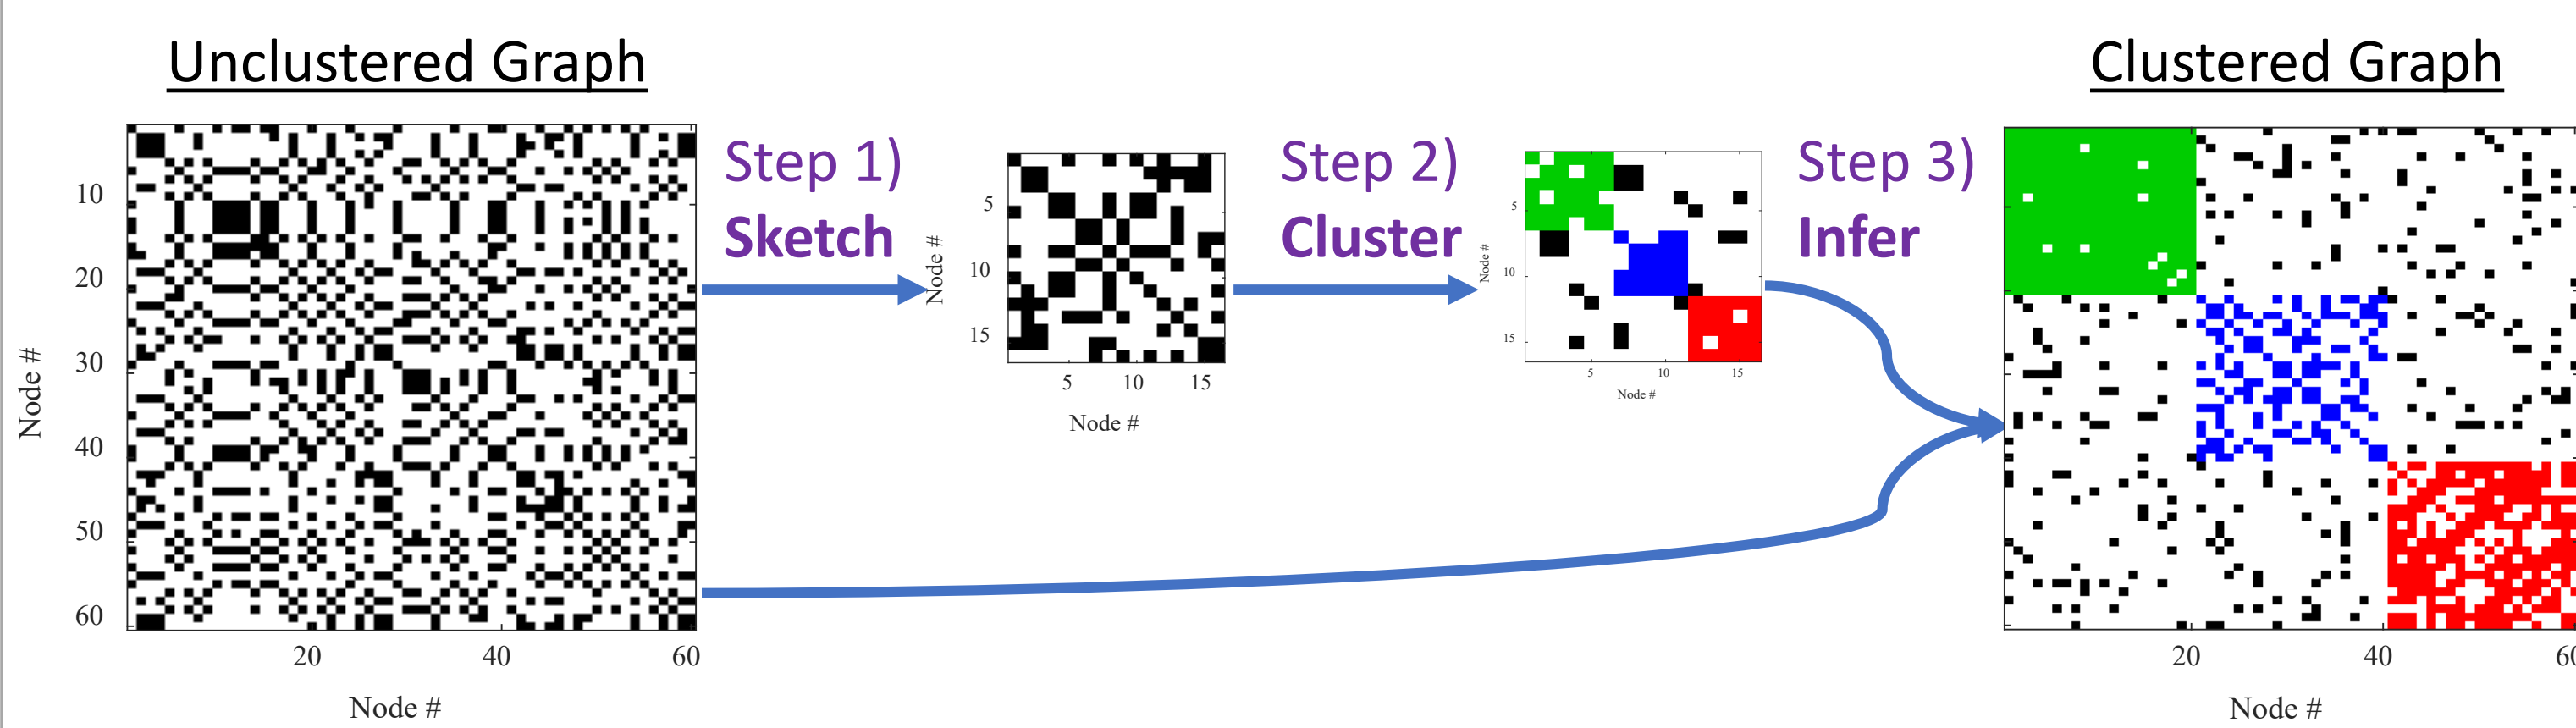 Unclustered Graph
Clustered Graph
Step 1)
Sketch
Step 2)
Cluster
Step 3)
Infer
10
20
30
40
50
60
Node #
20
40
60
Node #
5
10
15
Node #
5
10
15
Node #
5
10
15
Node #
5
10
15
Node #
20
40
Node #